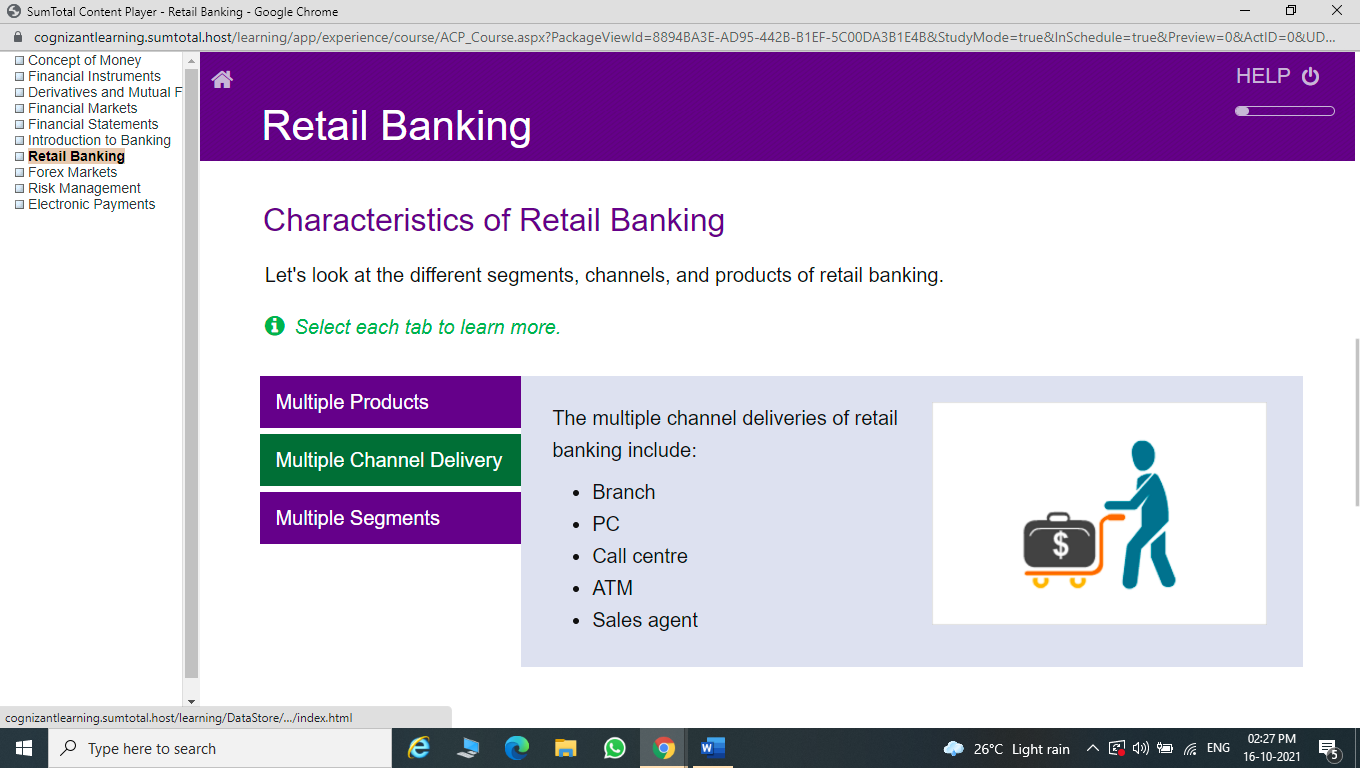 SumTotal Content Player - Retail Banking - Google Chrome
cognizantlearning.sumtotal.host/learning/app/experience/course/ACP_Course.aspx?PackageViewId=8894BA3E-AD95-442B-B1EF-5C00DA3B1E4B&StudyMode=true&InSchedule=true&Preview=0&ActID=0&UD...
Concept of Money
Financial Instruments
Derivatives and Mutual F
Financial Markets
Financial Statements
Introduction to Banking
Retail Banking
Forex Markets
Risk Management
Electronic Payments
HELP
Retail Banking
Characteristics of Retail Banking
Let's look at the different segments, channels, and products of retail banking.
Select each tab to learn more.
Multiple Products
Multiple Channel Delivery
Multiple Segments
The multiple channel deliveries of retail
banking include:
• Branch
• PC
• Call centre
• ATM
• Sales agent
$
cognizantlearning.sumtotal.host/learning/DataStore/.../index.html
Type here to search
26°C Light rain
ENG
02:27 PM
16-10-2021
5